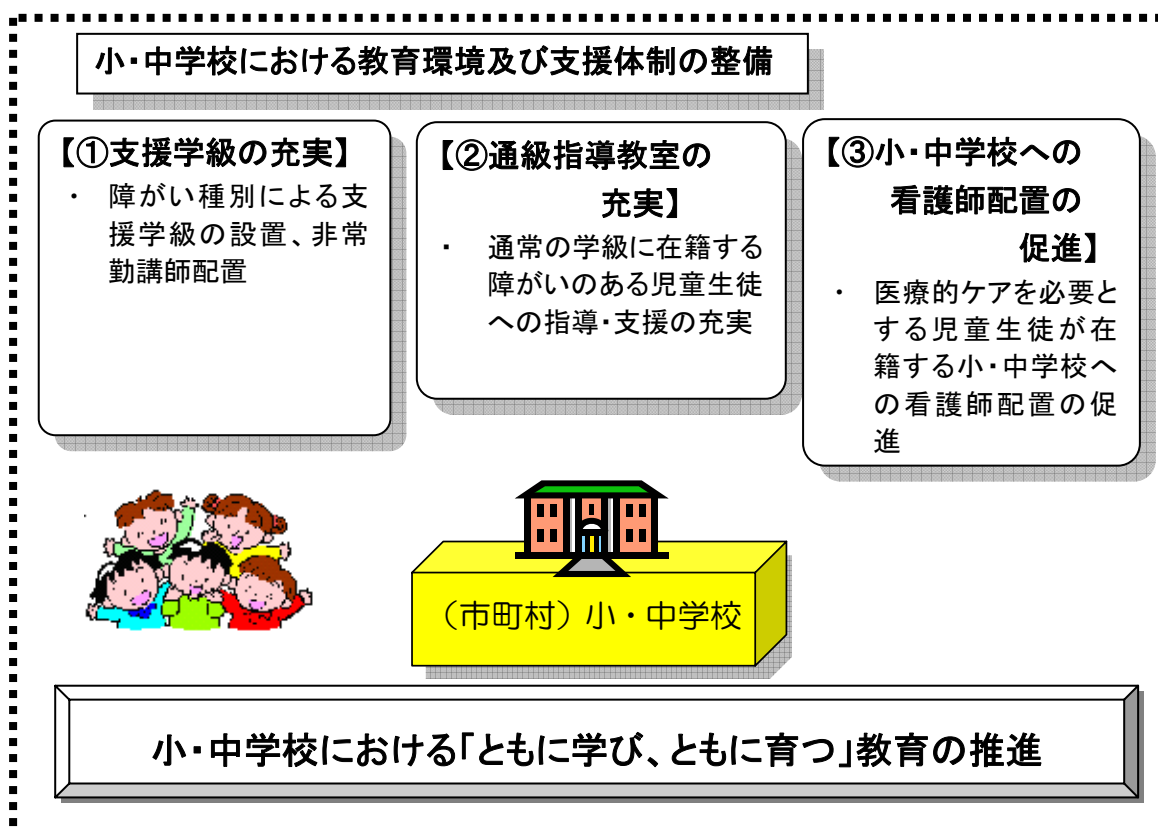 小・中学校における教育環境及び支援体制の整備
【①支援学級の充実】
・ 障がい種別による支
援学級の設置、非常
勤講師配置
【②通級指導教室の
充実】
・ 通常の学級に在籍する
障がいのある児童生徒
への指導・支援の充実
【③小・中学校への
看護師配置の
促進】
・ 医療的ケアを必要と
する児童生徒が在
籍する小・中学校へ
の看護師配置の促
進
（市町村）小・中学校
小・中学校における「ともに学び、ともに育つ」教育の推進